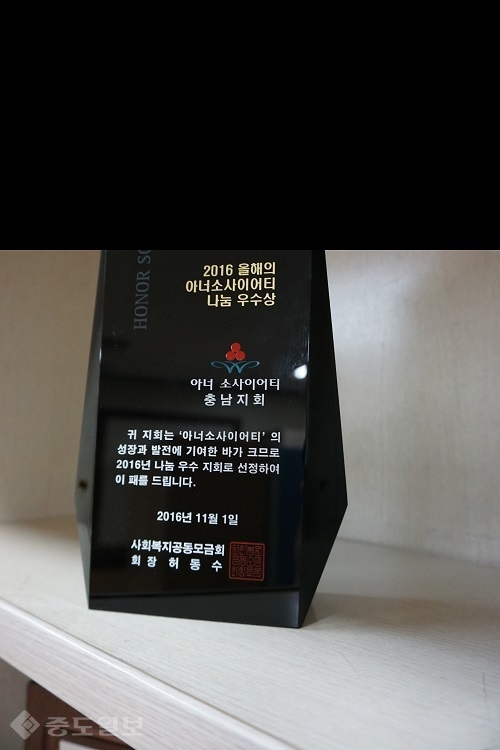 HONOR SO
2016 올해의
아너소사이어티
나눔 우수상
아너 소사이어티
충남지회
귀 지회는 '아너소사이어티' 의
성장과 발전에 기여한 바가 크므로
2016년 나눔 우수 지회로 선정하여
이 패를 드립니다.
2016년 11월 1일
사회복지공동모금회
회 장 허 동 수
중도일보